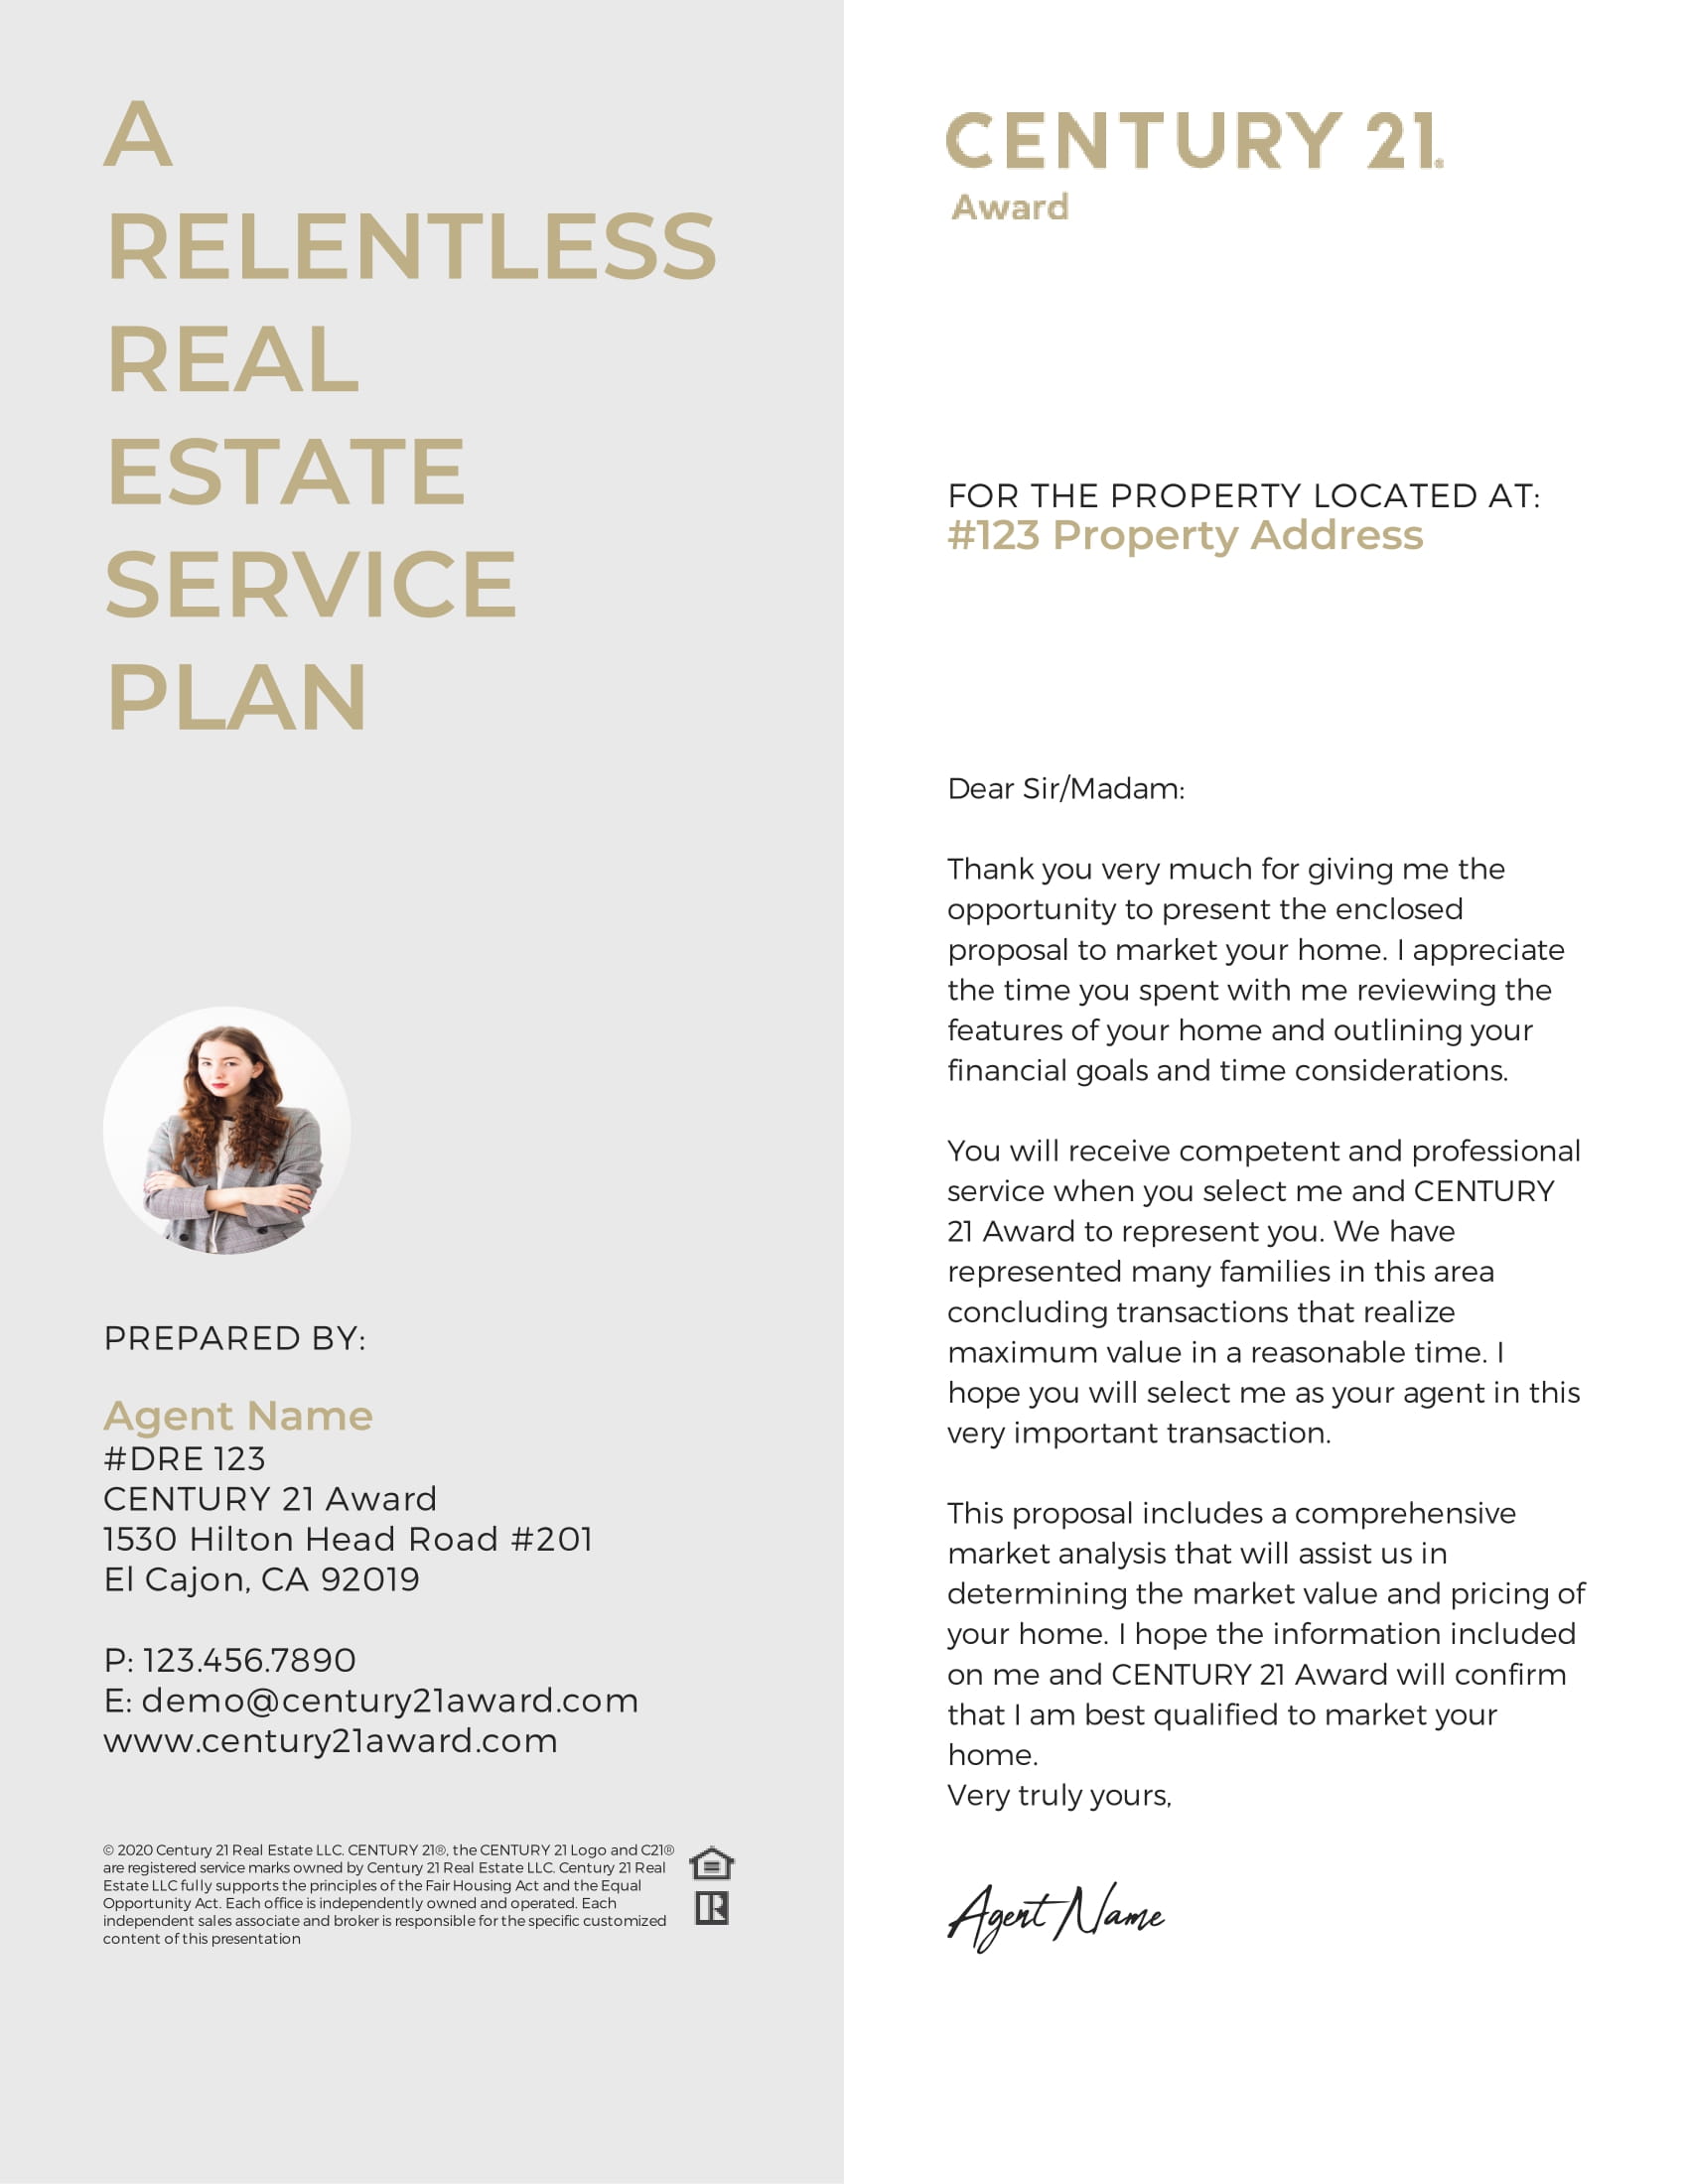 A
RELENTLESS
REAL
ESTATE
SERVICE
PLAN
PREPARED BY:
Agent Name
#DRE 123
CENTURY 21 Award
1530 Hilton Head Road #201
El Cajon, CA 92019
P: 123.456.7890
E: demo@century21award.com
www.century21award.com
© 2020 Century 21 Real Estate LLC. CENTURY 21®, the CENTURY 21 Logo and C21®
are registered service marks owned by Century 21 Real Estate LLC. Century 21 Real
Estate LLC fully supports the principles of the Fair Housing Act and the Equal
Opportunity Act. Each office is independently owned and operated. Each
independent sales associate and broker is responsible for the specific customized
content of this presentation
R
CENTURY 21®
Award
FOR THE PROPERTY LOCATED AT:
#123 Property Address
Dear Sir/Madam:
Thank you very much for giving me the
opportunity to present the enclosed
proposal to market your home. I appreciate
the time you spent with me reviewing the
features of your home and outlining your
financial goals and time considerations.
You will receive competent and professional
service when you select me and CENTURY
21 Award to represent you. We have
represented many families in this area
concluding transactions that realize
maximum value in a reasonable time. I
hope you will select me as your agent in this
very important transaction.
This proposal includes a comprehensive
market analysis that will assist us in
determining the market value and pricing of
your home. I hope the information included
on me and CENTURY 21 Award will confirm
that I am best qualified to market your
home.
Very truly yours,
Agent Name